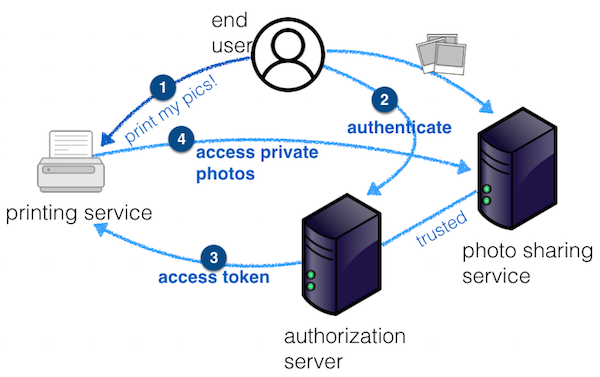 end
user
1
print my pics!
2
authenticate
4
access private
photos
printing service
trusted
photo sharing
service
3
access token
authorization
server